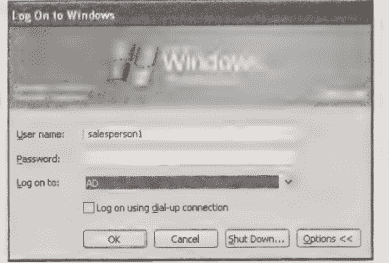 Log On to Windows
Windows
User name: salesperson1
Password:
Log on to: AD
Log on using dial-up connection
OK Cancel Shut Down... Options <<